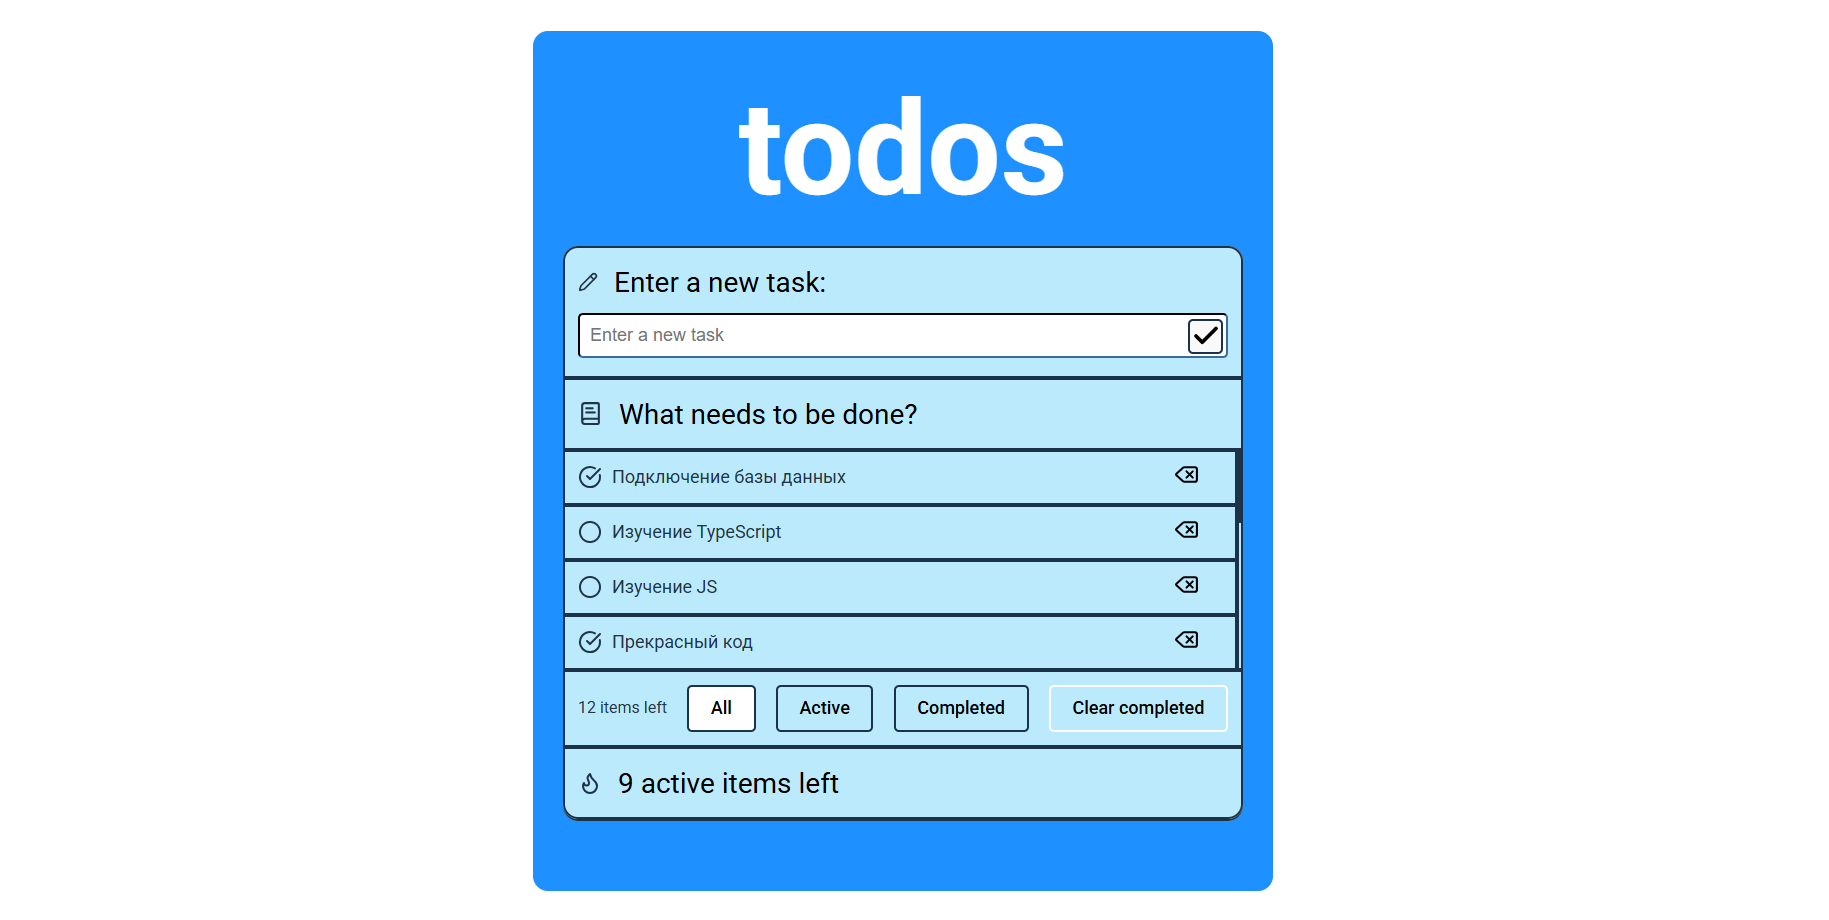 todos
Enter a new task:
Enter a new task
What needs to be done?
Подключение базы данных
Изучение TypeScript
Изучение JS
Прекрасный код
12 items left All Active Completed Clear completed
9 active items left